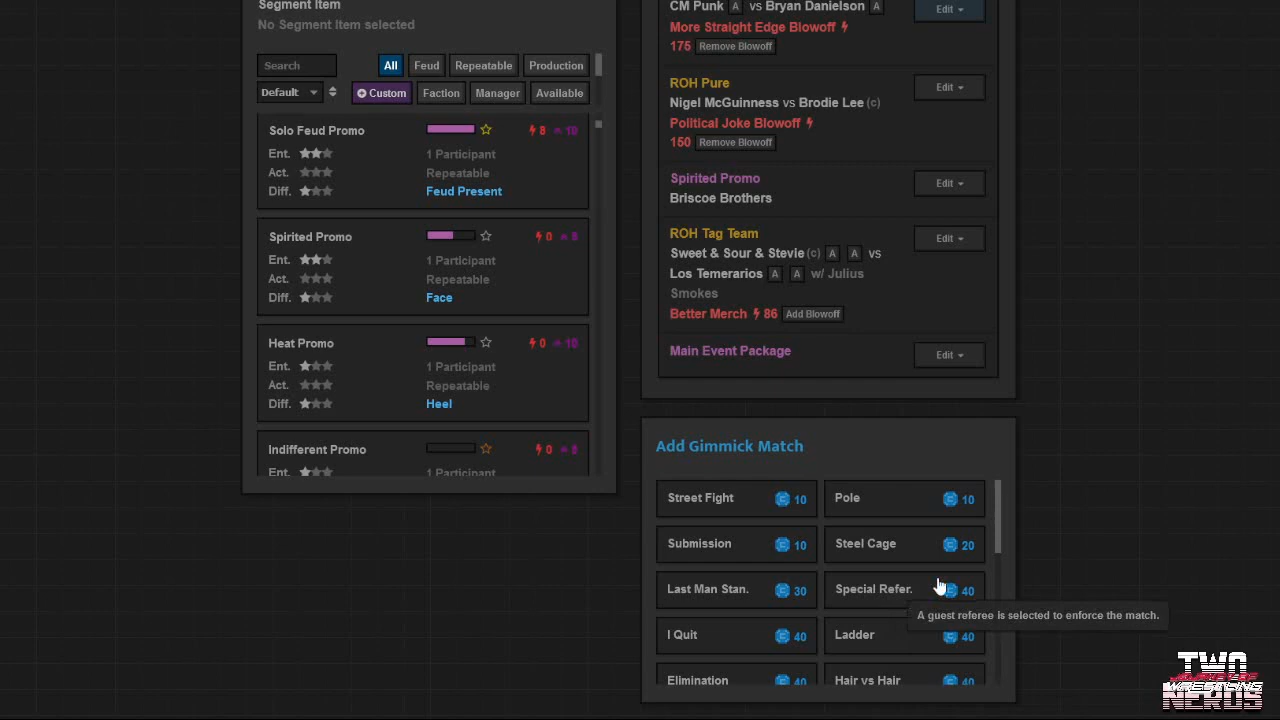 Segment Item
No Segment Item selected
Search
All
Feud
Repeatable
Production
Default
Custom
Faction
Manager
Available
Solo Feud Promo
8 10
Ent.
1 Participant
Act.
Repeatable
Diff.
Feud Present
Spirited Promo
0 5
Ent.
1 Participant
Act.
Repeatable
Diff.
Face
Heat Promo
0 10
Ent.
1 Participant
Act.
Repeatable
Diff.
Heel
Indifferent Promo
0
Ent.
1 Participant
CM Punk A vs Bryan Danielson A
Edit
More Straight Edge Blowoff
175 Remove Blowoff
ROH Pure
Edit
Nigel McGuinness vs Brodie Lee (c)
Political Joke Blowoff
150 Remove Blowoff
Spirited Promo
Edit
Briscoe Brothers
ROH Tag Team
Edit
Sweet & Sour & Stevie (c) A A vs
Los Temerarios A A w/ Julius
Smokes
Better Merch 86 Add Blowoff
Main Event Package
Edit
Add Gimmick Match
Street Fight C 10
Pole C 10
Submission C 10
Steel Cage C 20
Last Man Stan. C 30
Special Refer. 40
A guest referee is selected to enforce the match.
I Quit C 40
Ladder C 40
Elimination C 40
Hair vs Hair C 40
TWO
WRESTLING
NERDS